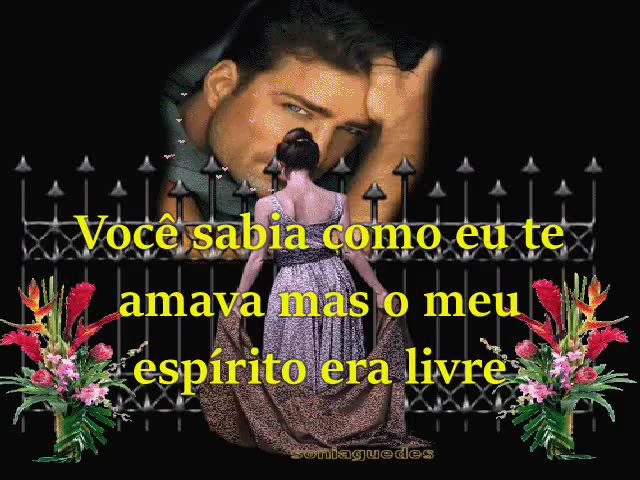 Você sabia como eu te
amava mas o meu
espírito era livre
soniaguedes